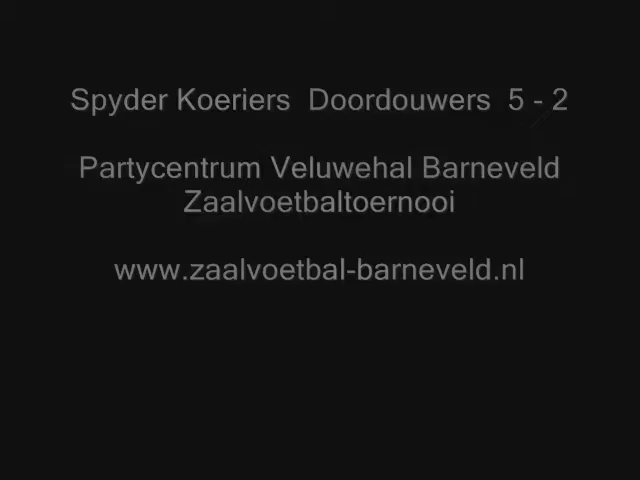 Spyder Koeriers  Doordouwers  5 - 2
Partycentrum Veluwehal Barneveld
Zaalvoetbaltoernooi
www.zaalvoetbal-barneveld.nl